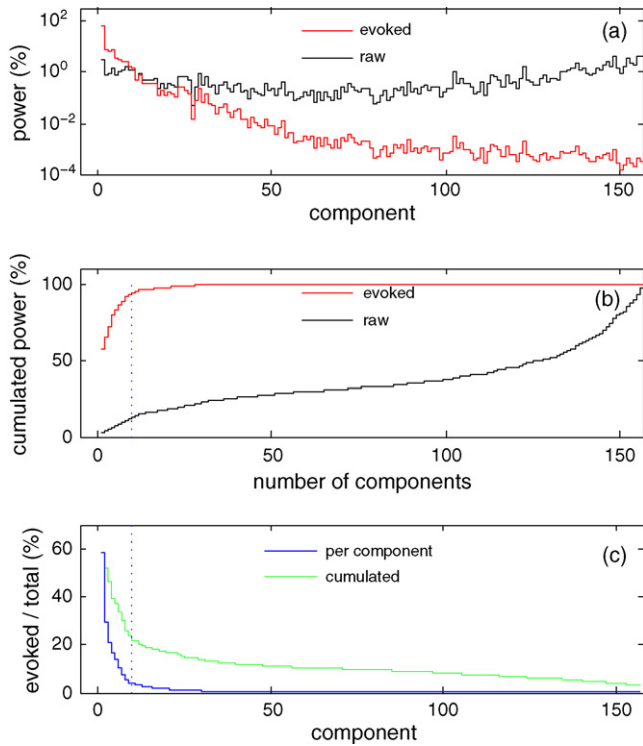 (a)
evoked
raw
power (%)
10^2
10^0
10^-2
10^-4
0 50 100 150
component
(b)
evoked
raw
cumulated power (%)
100
50
0
0 50 100 150
number of components
(c)
per component
cumulated
evoked / total (%)
60
40
20
0
0 50 100 150
component